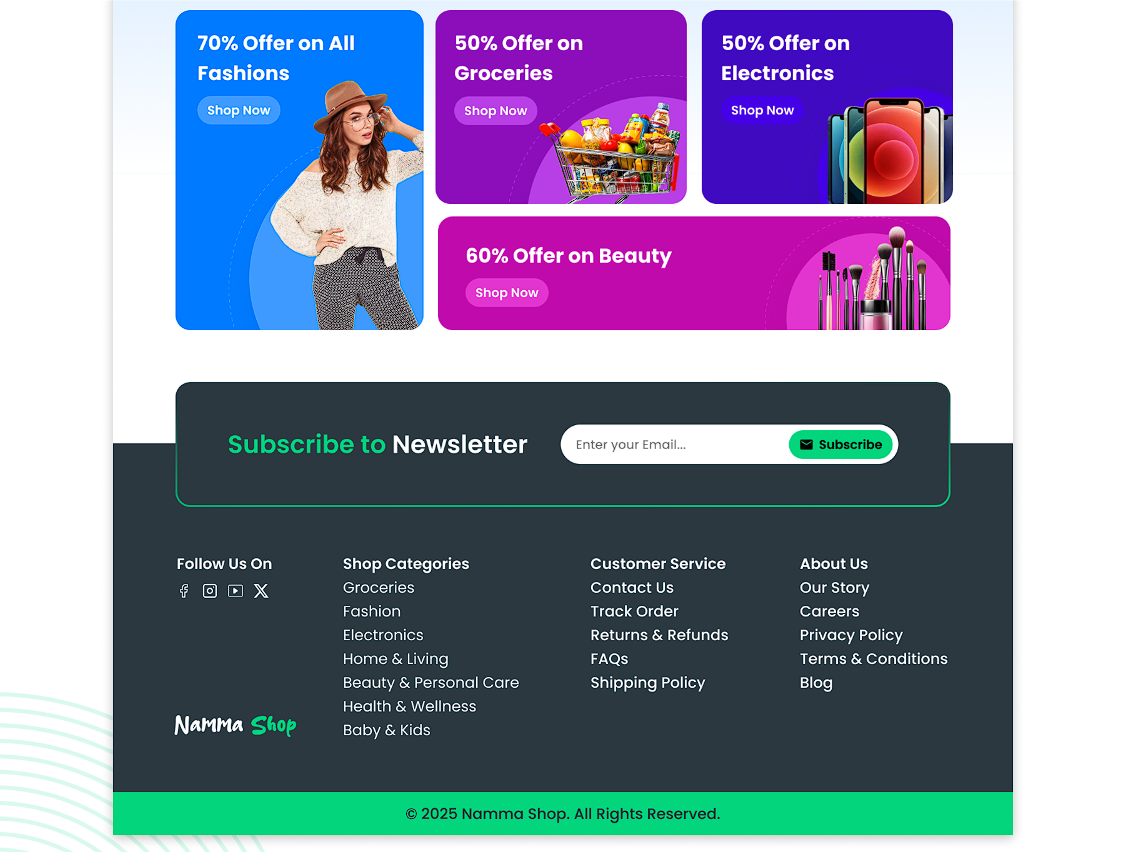 70% Offer on All
Fashions
Shop Now
50% Offer on
Groceries
Shop Now
50% Offer on
Electronics
Shop Now
60% Offer on Beauty
Shop Now
Subscribe to Newsletter
Enter your Email...
Subscribe
Follow Us On
Shop Categories
Groceries
Fashion
Electronics
Home & Living
Beauty & Personal Care
Health & Wellness
Baby & Kids
Customer Service
Contact Us
Track Order
Returns & Refunds
FAQs
Shipping Policy
About Us
Our Story
Careers
Privacy Policy
Terms & Conditions
Blog
Namma Shop
© 2025 Namma Shop. All Rights Reserved.